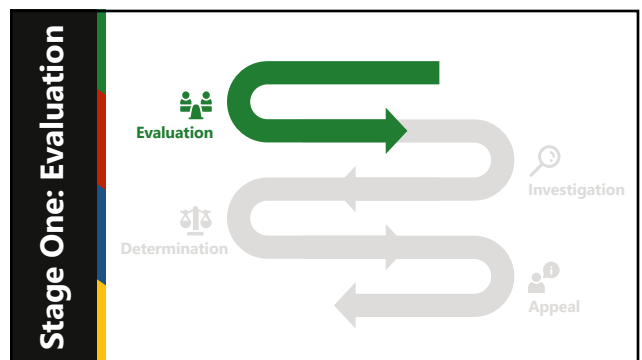 Stage One: Evaluation
Evaluation
Investigation
Determination
Appeal